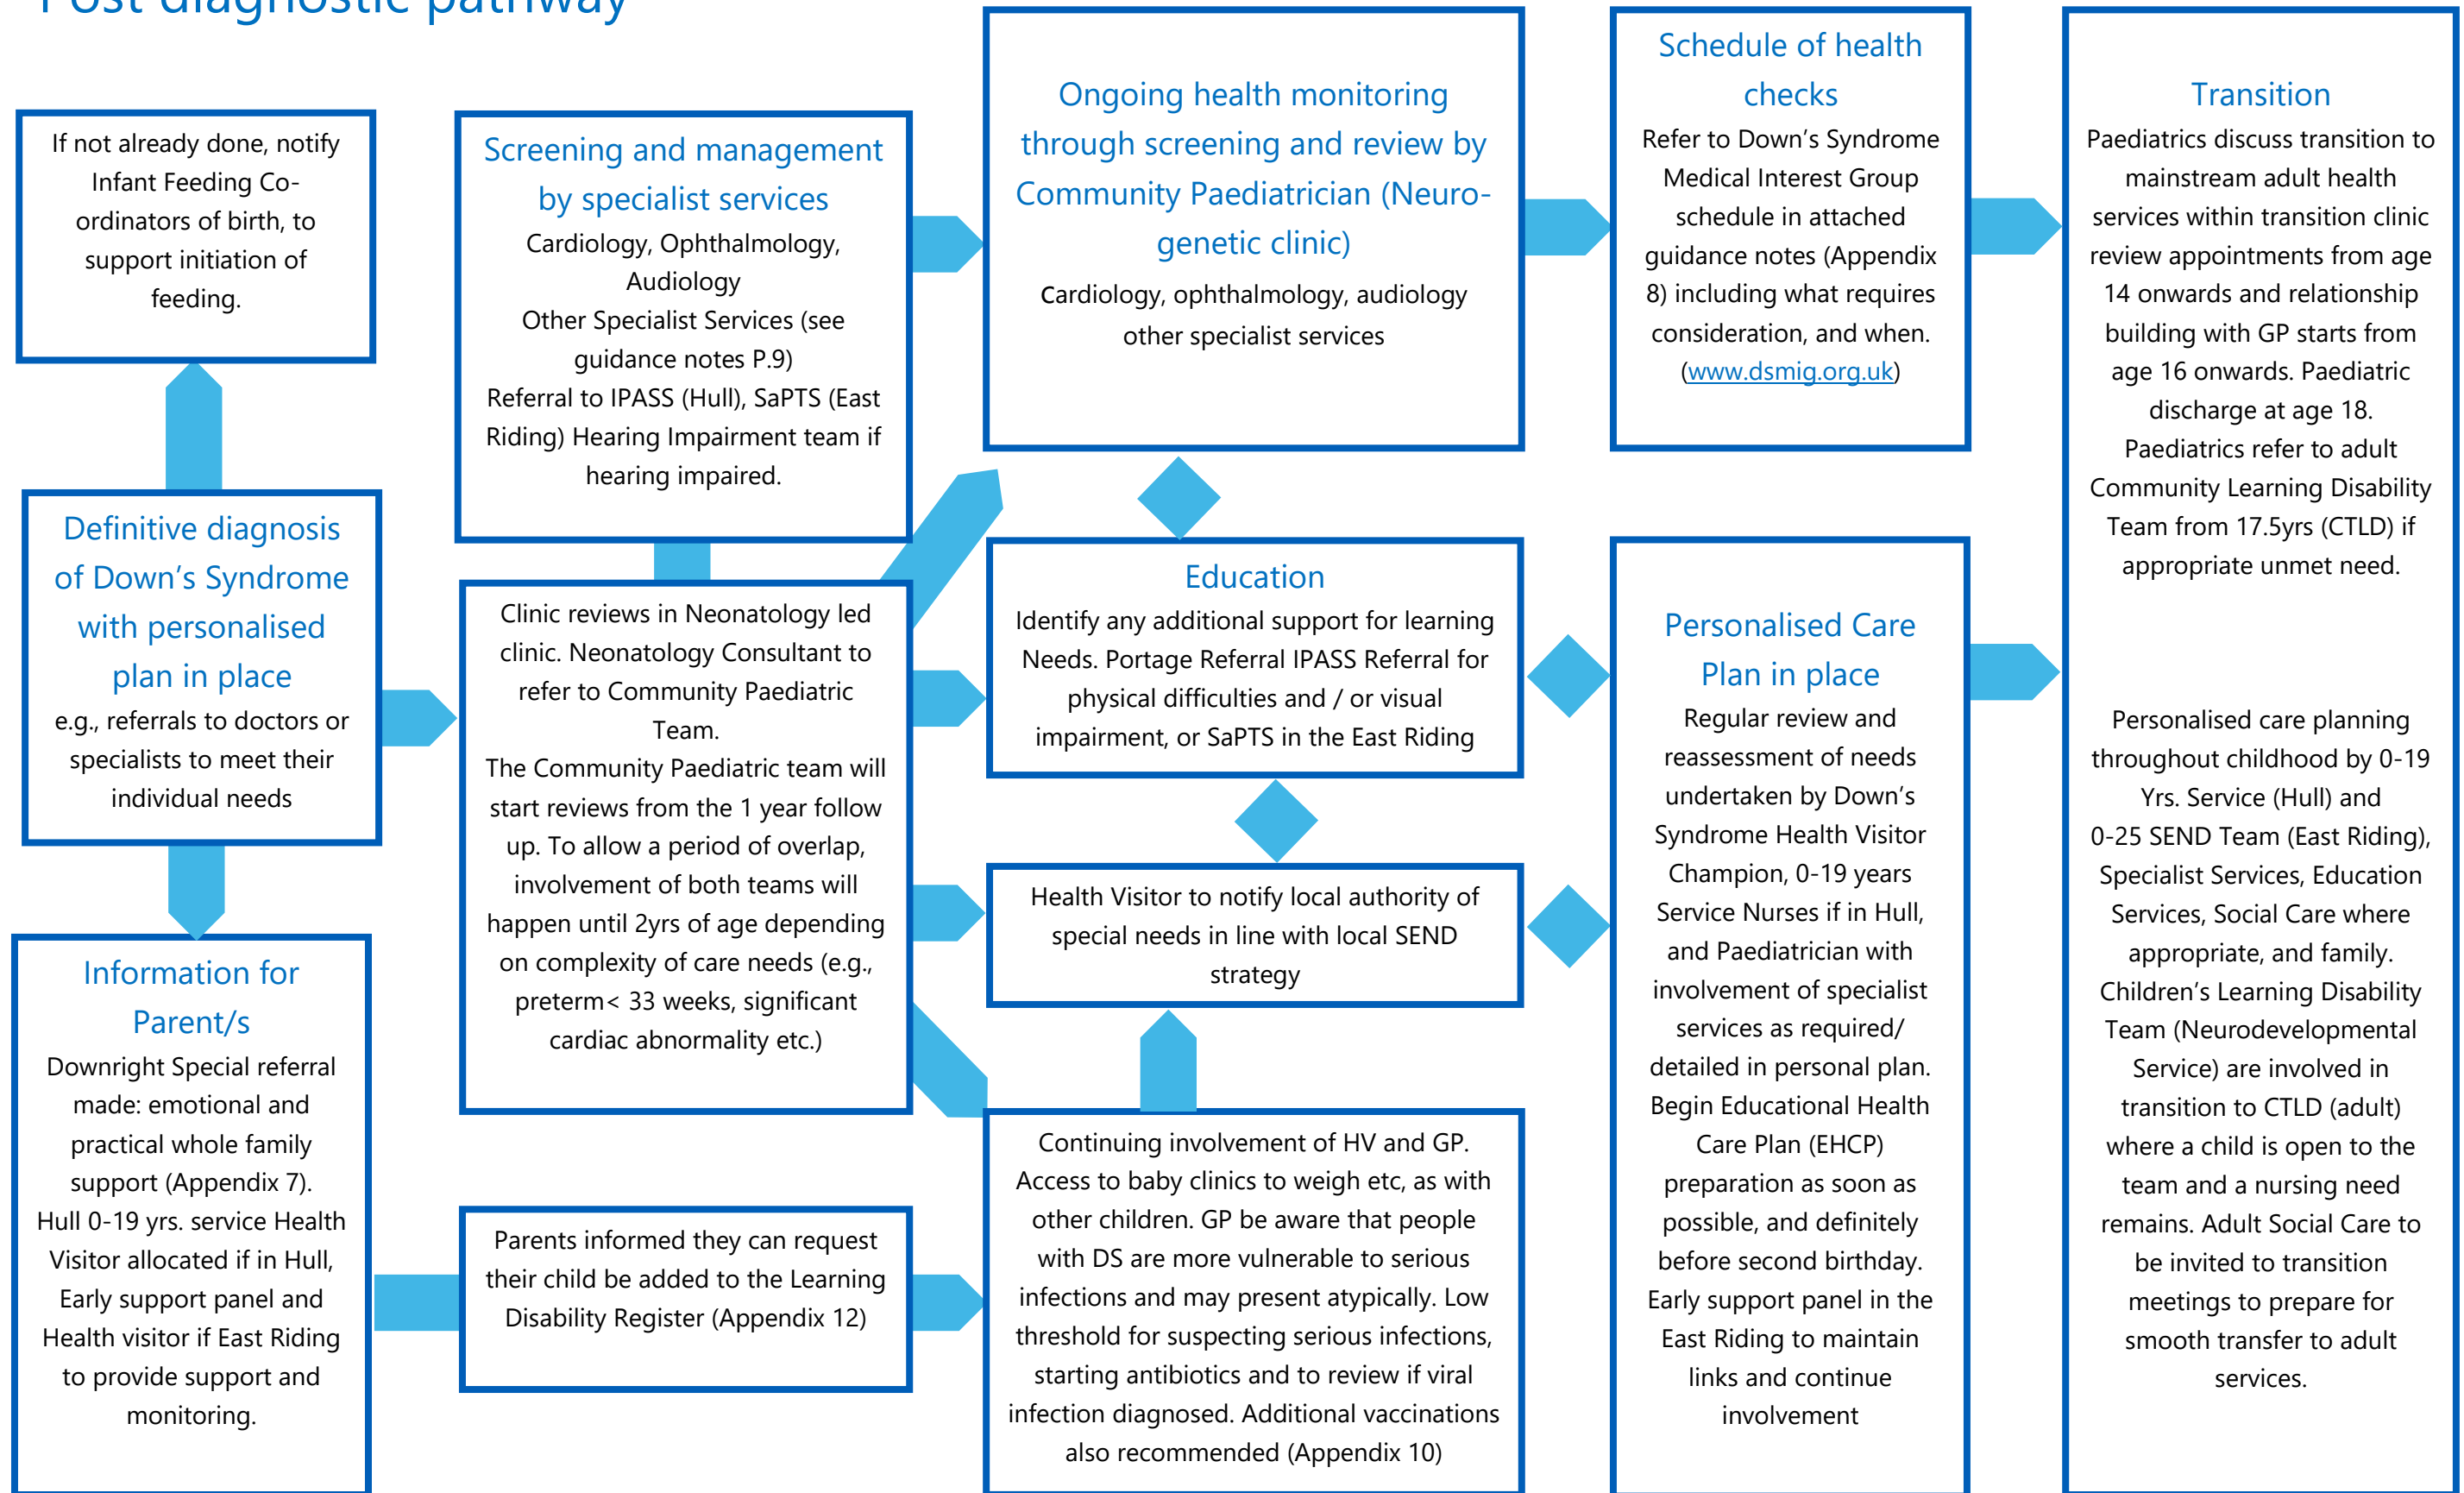 Post diagnostic pathway
If not already done, notify
Infant Feeding Co-
ordinators of birth, to
support initiation of
feeding.
Definitive diagnosis
of Down's Syndrome
with personalised
plan in place
e.g., referrals to doctors or
specialists to meet their
individual needs
Information for
Parent/s
Downright Special referral
made: emotional and
practical whole family
support (Appendix 7).
Hull 0-19 yrs. service Health
Visitor allocated if in Hull,
Early support panel and
Health visitor if East Riding
to provide support and
monitoring.
Screening and management
by specialist services
Cardiology, Ophthalmology,
Audiology
Other Specialist Services (see
guidance notes P.9)
Referral to IPASS (Hull), SaPTS (East
Riding) Hearing Impairment team if
hearing impaired.
Clinic reviews in Neonatology led
clinic. Neonatology Consultant to
refer to Community Paediatric
Team.
The Community Paediatric team will
start reviews from the 1 year follow
up. To allow a period of overlap,
involvement of both teams will
happen until 2yrs of age depending
on complexity of care needs (e.g.,
preterm< 33 weeks, significant
cardiac abnormality etc.)
Parents informed they can request
their child be added to the Learning
Disability Register (Appendix 12)
Ongoing health monitoring
through screening and review by
Community Paediatrician (Neuro-
genetic clinic)
Cardiology, ophthalmology, audiology
other specialist services
Education
Identify any additional support for learning
Needs. Portage Referral IPASS Referral for
physical difficulties and / or visual
impairment, or SaPTS in the East Riding
Health Visitor to notify local authority of
special needs in line with local SEND
strategy
Continuing involvement of HV and GP.
Access to baby clinics to weigh etc, as with
other children. GP be aware that people
with DS are more vulnerable to serious
infections and may present atypically. Low
threshold for suspecting serious infections,
starting antibiotics and to review if viral
infection diagnosed. Additional vaccinations
also recommended (Appendix 10)
Schedule of health
checks
Refer to Down's Syndrome
Medical Interest Group
schedule in attached
guidance notes (Appendix
8) including what requires
consideration, and when.
(www.dsmig.org.uk)
Personalised Care
Plan in place
Regular review and
reassessment of needs
undertaken by Down's
Syndrome Health Visitor
Champion, 0-19 years
Service Nurses if in Hull,
and Paediatrician with
involvement of specialist
services as required/
detailed in personal plan.
Begin Educational Health
Care Plan (EHCP)
preparation as soon as
possible, and definitely
before second birthday.
Early support panel in the
East Riding to maintain
links and continue
involvement
Transition
Paediatrics discuss transition to
mainstream adult health
services within transition clinic
review appointments from age
14 onwards and relationship
building with GP starts from
age 16 onwards. Paediatric
discharge at age 18.
Paediatrics refer to adult
Community Learning Disability
Team from 17.5yrs (CTLD) if
appropriate unmet need.
Personalised care planning
throughout childhood by 0-19
Yrs. Service (Hull) and
0-25 SEND Team (East Riding),
Specialist Services, Education
Services, Social Care where
appropriate, and family.
Children's Learning Disability
Team (Neurodevelopmental
Service) are involved in
transition to CTLD (adult)
where a child is open to the
team and a nursing need
remains. Adult Social Care to
be invited to transition
meetings to prepare for
smooth transfer to adult
services.